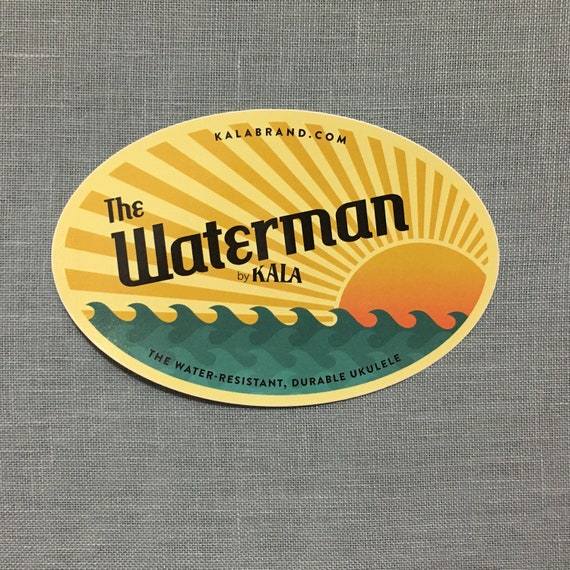 KALABRAND.COM
The
Waterman
by KALA
THE WATER-RESISTANT, DURABLE UKULELE